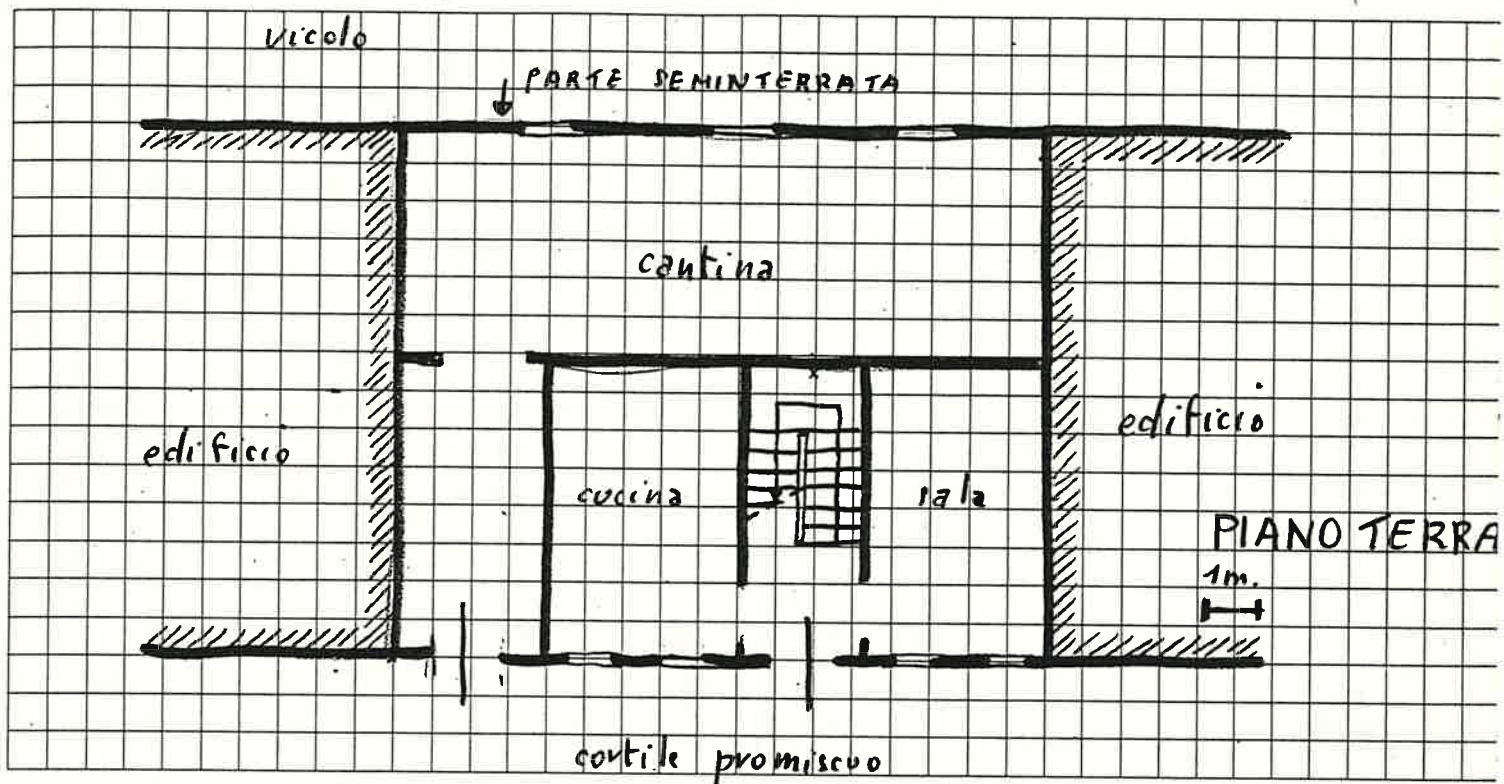 vicolo
PARTE SEMINTERRATA
cantina
edificio
edificio
cucina
sala
PIANO TERRA
1m.
cortile promiscuo